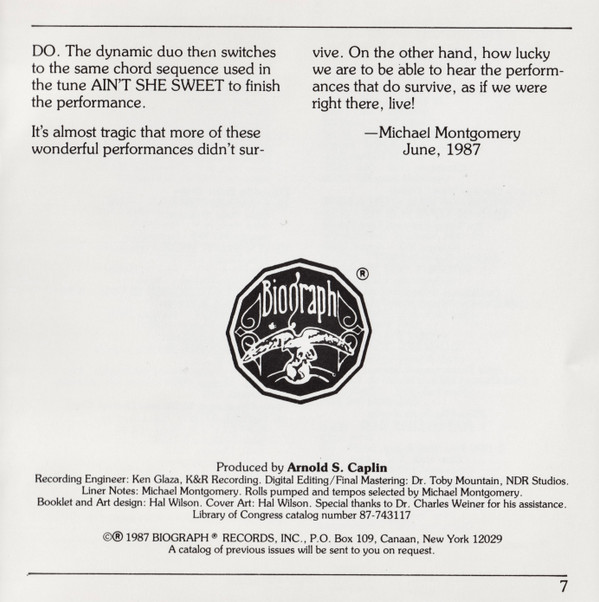 DO. The dynamic duo then switches
to the same chord sequence used in
the tune AIN'T SHE SWEET to finish
the performance.
It's almost tragic that more of these
wonderful performances didn't sur-
vive. On the other hand, how lucky
we are to be able to hear the perform-
ances that do survive, as if we were
right there, live!
—Michael Montgomery
June, 1987
Biograph
®
Produced by Arnold S. Caplin
Recording Engineer: Ken Glaza, K&R Recording. Digital Editing/Final Mastering: Dr. Toby Mountain, NDR Studios.
Liner Notes: Michael Montgomery. Rolls pumped and tempos selected by Michael Montgomery.
Booklet and Art design: Hal Wilson. Cover Art: Hal Wilson. Special thanks to Dr. Charles Weiner for his assistance.
Library of Congress catalog number 87-743117
©® 1987 BIOGRAPH® RECORDS, INC., P.O. Box 109, Canaan, New York 12029
A catalog of previous issues will be sent to you on request.
7